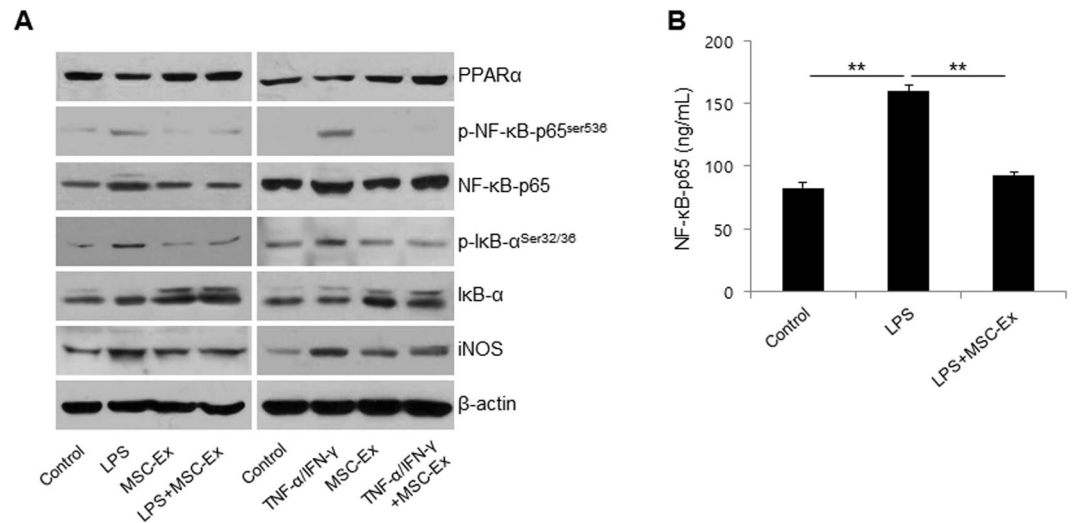 A
PPARα
p-NF-κB-p65ser536
NF-κB-p65
p-IκB-αSer32/36
IκB-α
iNOS
β-actin
Control
LPS
MSC-Ex
LPS+MSC-Ex
Control
TNF-α/IFN-γ
MSC-Ex
TNF-α/IFN-γ
+MSC-Ex
B
NF-κB-p65 (ng/mL)
200
150
100
50
0
**
**
Control
LPS
LPS+MSC-Ex